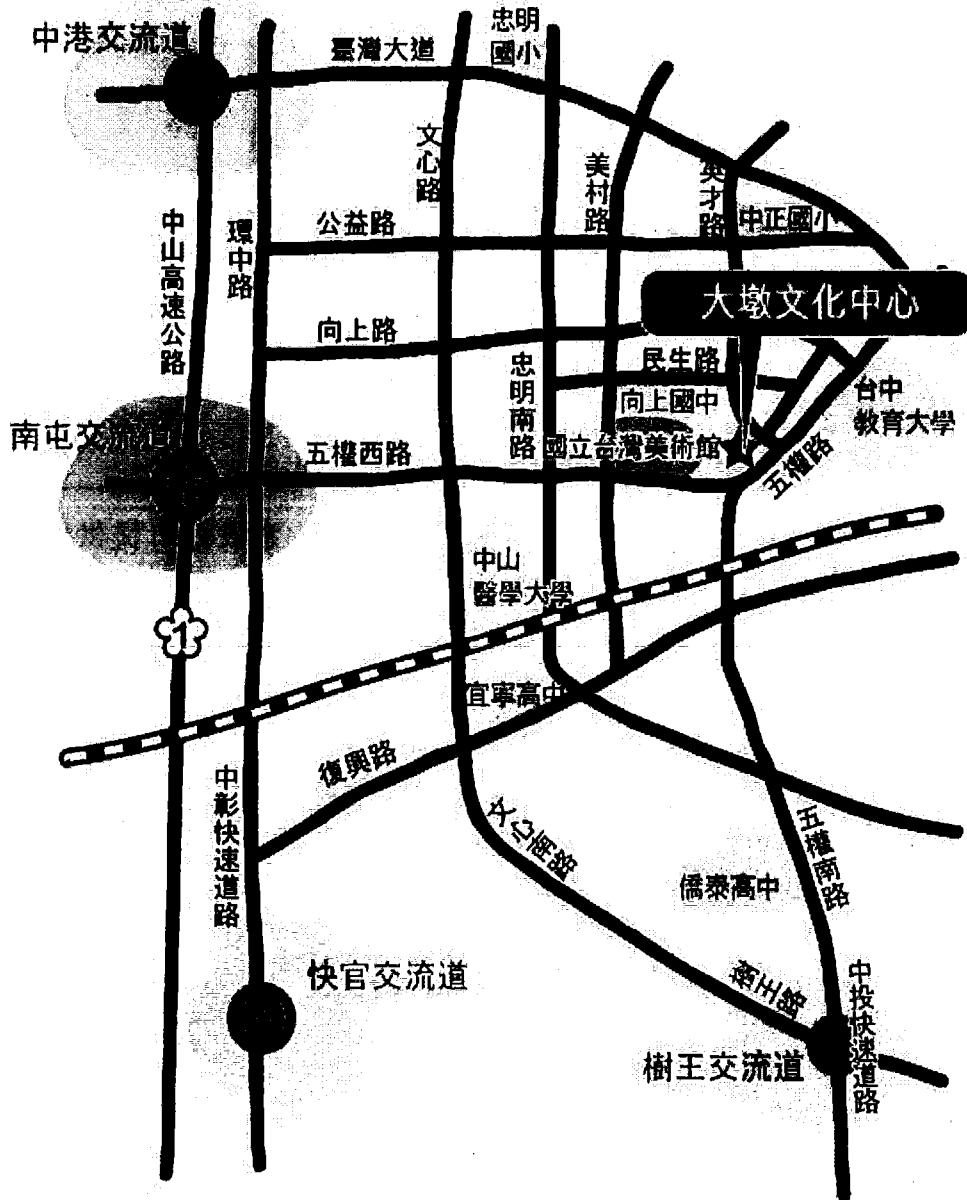 中港交流道
臺灣大道
忠明
國小
文心路
美村路
英才路
中正國小
中山高速公路
環中路
公益路
大墩文化中心
向上路
忠明南路
民生路
向上國中
台中
教育大學
南屯交流道
五權西路
國立台灣美術館
五權路
中山
醫學大學
1
宜寧高中
復興路
中彰快速道路
文心南路
五權南路
僑泰高中
快官交流道
樹王路
中投快速道路
樹王交流道